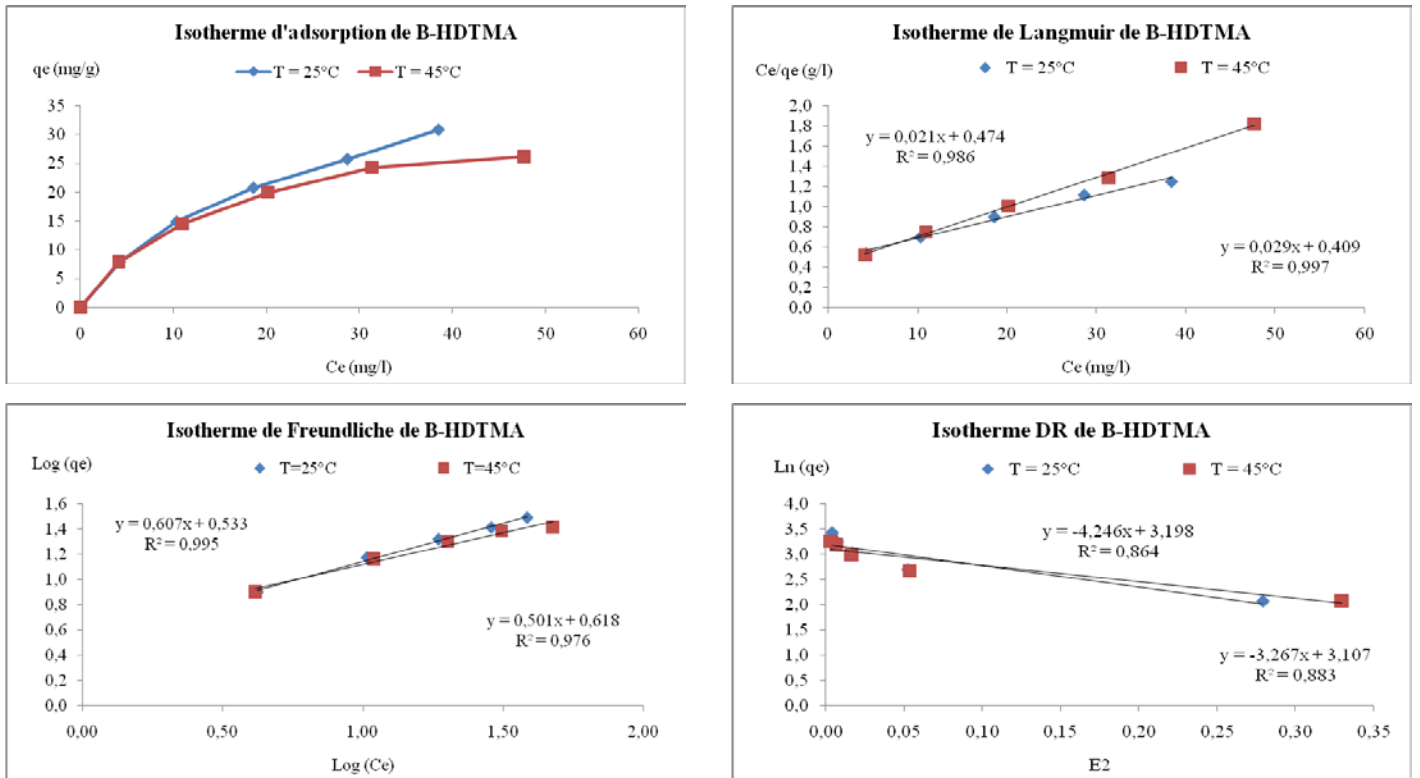 Isotherme d'adsorption de B-HDTMA
qe (mg/g)
T = 25°C
T = 45°C
35
30
25
20
15
10
5
0
0 10 20 30 40 50 60
Ce (mg/l)
Isotherme de Langmuir de B-HDTMA
Ce/qe (g/l)
T = 25°C
T = 45°C
2,0
1,8
1,6
1,4
1,2
1,0
0,8
0,6
0,4
0,2
0,0
y = 0,021x + 0,474
R² = 0,986
y = 0,029x + 0,409
R² = 0,997
0 10 20 30 40 50 60
Ce (mg/l)
Isotherme de Freundliche de B-HDTMA
Log (qe)
T=25°C
T=45°C
1,6
1,4
1,2
1,0
0,8
0,6
0,4
0,2
0,0
y = 0,607x + 0,533
R² = 0,995
y = 0,501x + 0,618
R² = 0,976
0,00 0,50 1,00 1,50 2,00
Log (Ce)
Isotherme DR de B-HDTMA
Ln (qe)
T = 25°C
T = 45°C
4,0
3,5
3,0
2,5
2,0
1,5
1,0
0,5
0,0
y = -4,246x + 3,198
R² = 0,864
y = -3,267x + 3,107
R² = 0,883
0,00 0,05 0,10 0,15 0,20 0,25 0,30 0,35
E2